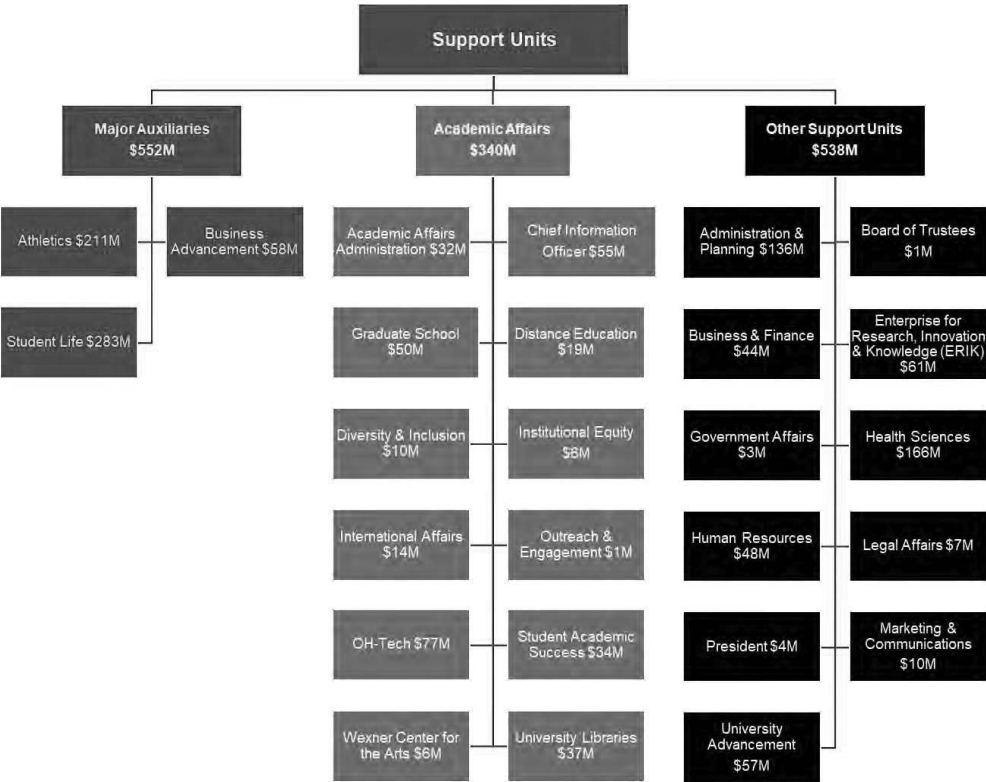 Support Units
Major Auxiliaries
$552M
Academic Affairs
$340M
Other Support Units
$538M
Athletics $211M
Business
Advancement $58M
Student Life $283M
Academic Affairs
Administration $32M
Chief Information
Officer $55M
Graduate School
$50M
Distance Education
$19M
Diversity & Inclusion
$10M
Institutional Equity
$6M
International Affairs
$14M
Outreach &
Engagement $1M
OH-Tech $77M
Student Academic
Success $34M
Wexner Center for
the Arts $6M
University Libraries
$37M
Administration &
Planning $136M
Board of Trustees
$1M
Business & Finance
$44M
Enterprise for
Research, Innovation
& Knowledge (ERIK)
$61M
Government Affairs
$3M
Health Sciences
$166M
Human Resources
$48M
Legal Affairs $7M
President $4M
Marketing &
Communications
$10M
University
Advancement
$57M